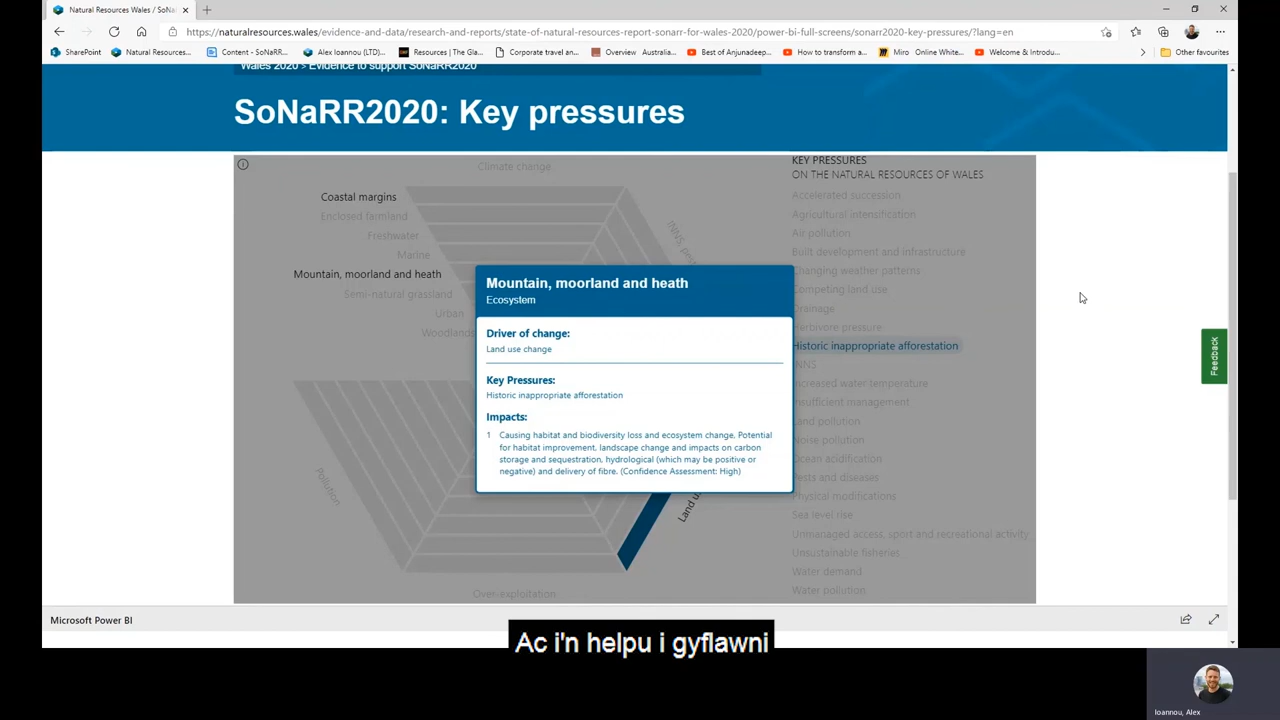 Natural Resources Wales / SoNaR
https://naturalresources.wales/evidence-and-data/research-and-reports/state-of-natural-resources-report-sonarr-for-wales-2020/power-bi-full-screens/sonarr2020-key-pressures/?lang=en
SharePoint
Natural Resources...
Content - SoNaRR...
Alex Ioannou (LTD)...
Resources | The Gla...
Corporate travel an...
Overview Australia...
Best of Anjunadeep...
How to transform a...
Miro Online White...
Welcome & Introdu...
Other favourites
Wales 2020 > Evidence to support SoNaRR2020
SoNaRR2020: Key pressures
Climate change
Coastal margins
Enclosed farmland
Freshwater
Marine
Mountain, moorland and heath
Semi-natural grassland
Urban
Woodlands
INNS, pes
Pollution
Land u
Over-exploitation
Mountain, moorland and heath
Ecosystem
Driver of change:
Land use change
Key Pressures:
Historic inappropriate afforestation
Impacts:
1 Causing habitat and biodiversity loss and ecosystem change. Potential
for habitat improvement, landscape change and impacts on carbon
storage and sequestration, hydrological (which may be positive or
negative) and delivery of fibre. (Confidence Assessment: High)
KEY PRESSURES
ON THE NATURAL RESOURCES OF WALES
Accelerated succession
Agricultural intensification
Air pollution
Built development and infrastructure
Changing weather patterns
Competing land use
Drainage
Herbivore pressure
Historic inappropriate afforestation
INNS
Increased water temperature
Insufficient management
Land pollution
Noise pollution
Ocean acidification
Pests and diseases
Physical modifications
Sea level rise
Unmanaged access, sport and recreational activity
Unsustainable fisheries
Water demand
Water pollution
Feedback
Microsoft Power BI
Ac i'n helpu i gyflawni
Ioannou, Alex